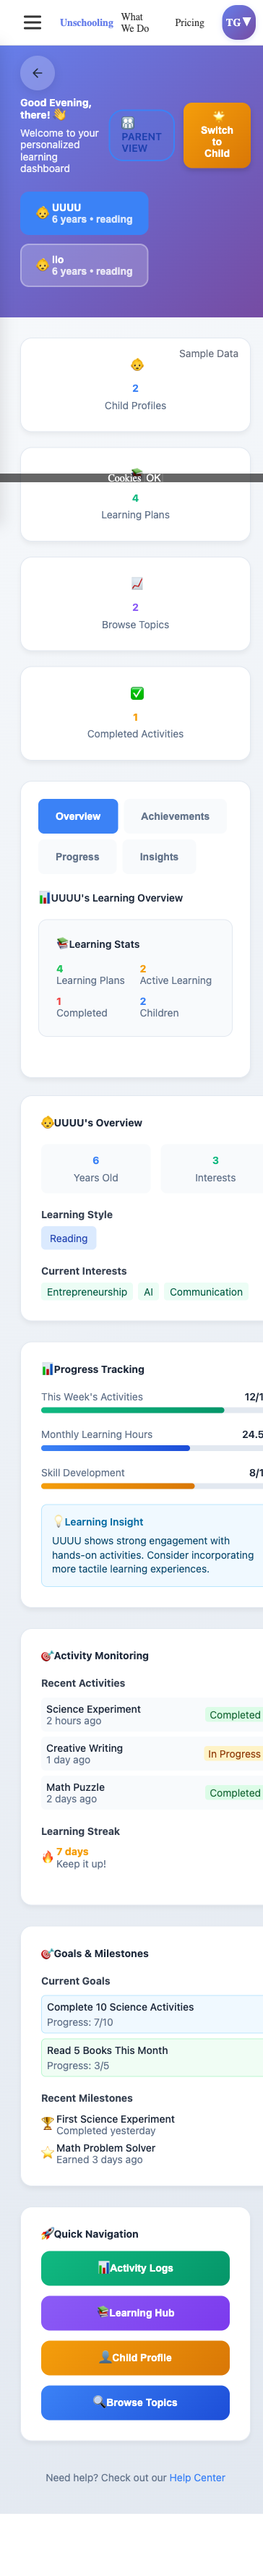 Unschooling
What
We Do
Pricing
TG▼
Good Evening,
there! 👋
Welcome to your
personalized
learning
dashboard
PARENT
VIEW
Switch
to
Child
UUUU
6 years • reading
6 years • reading
Sample Data
2
Child Profiles
Cookies OK
4
Learning Plans
2
Browse Topics
1
Completed Activities
Overview
Achievements
Progress
Insights
UUUU's Learning Overview
Learning Stats
4
Learning Plans
2
Active Learning
1
Completed
2
Children
UUUU's Overview
6
Years Old
3
Interests
Learning Style
Reading
Current Interests
Entrepreneurship
AI
Communication
Progress Tracking
This Week's Activities
12/1
Monthly Learning Hours
24.5
Skill Development
8/1
Learning Insight
UUUU shows strong engagement with
hands-on activities. Consider incorporating
more tactile learning experiences.
Activity Monitoring
Recent Activities
Science Experiment
2 hours ago
Completed
Creative Writing
1 day ago
In Progress
Math Puzzle
2 days ago
Completed
Learning Streak
7 days
Keep it up!
Goals & Milestones
Current Goals
Complete 10 Science Activities
Progress: 7/10
Read 5 Books This Month
Progress: 3/5
Recent Milestones
First Science Experiment
Completed yesterday
Math Problem Solver
Earned 3 days ago
Quick Navigation
Activity Logs
Learning Hub
Child Profile
Browse Topics
Need help? Check out our Help Center